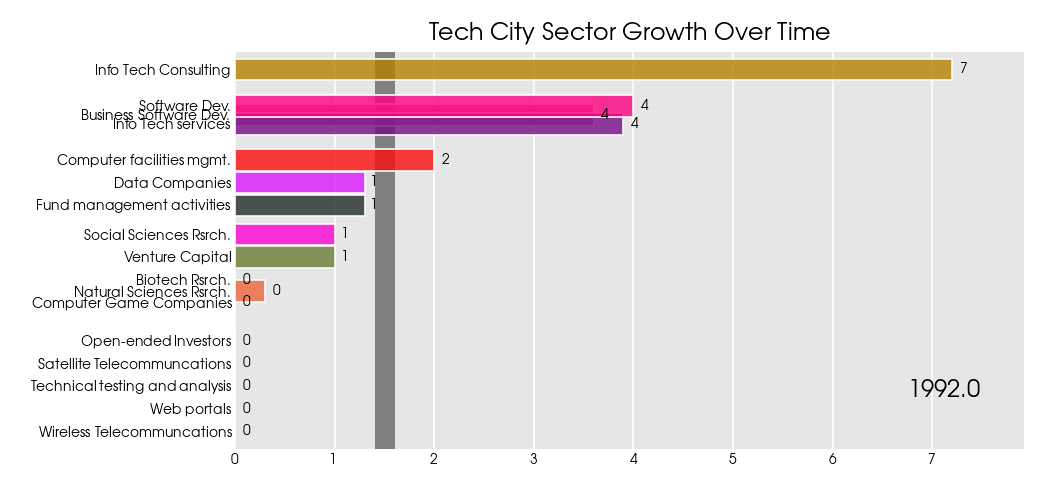 Tech City Sector Growth Over Time
Info Tech Consulting 7
Software Dev. 4
Business Software Dev. 4
Info Tech services 4
Computer facilities mgmt. 2
Data Companies 1
Fund management activities 1
Social Sciences Rsrch. 1
Venture Capital 1
Biotech Rsrch. 0
Natural Sciences Rsrch. 0
Computer Game Companies 0
Open-ended Investors 0
Satellite Telecommuncations 0
Technical testing and analysis 0
Web portals 0
Wireless Telecommuncations 0
1992.0
0 1 2 3 4 5 6 7